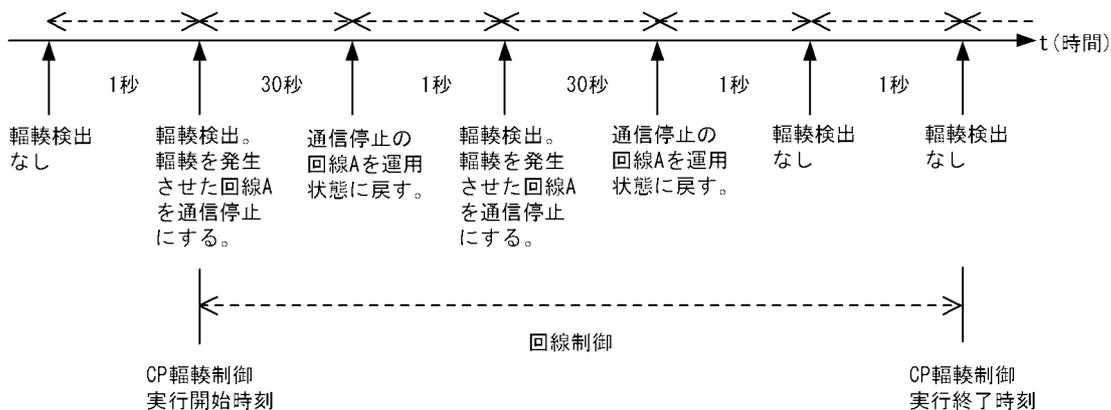 t(時間)
1秒
30秒
1秒
30秒
1秒
1秒
輻輳検出
なし
輻輳検出。
輻輳を発生
させた回線A
を通信停止
にする。
通信停止の
回線Aを運用
状態に戻す。
輻輳検出。
輻輳を発生
させた回線A
を通信停止
にする。
通信停止の
回線Aを運用
状態に戻す。
輻輳検出
なし
輻輳検出
なし
回線制御
CP輻輳制御
実行開始時刻
CP輻輳制御
実行終了時刻